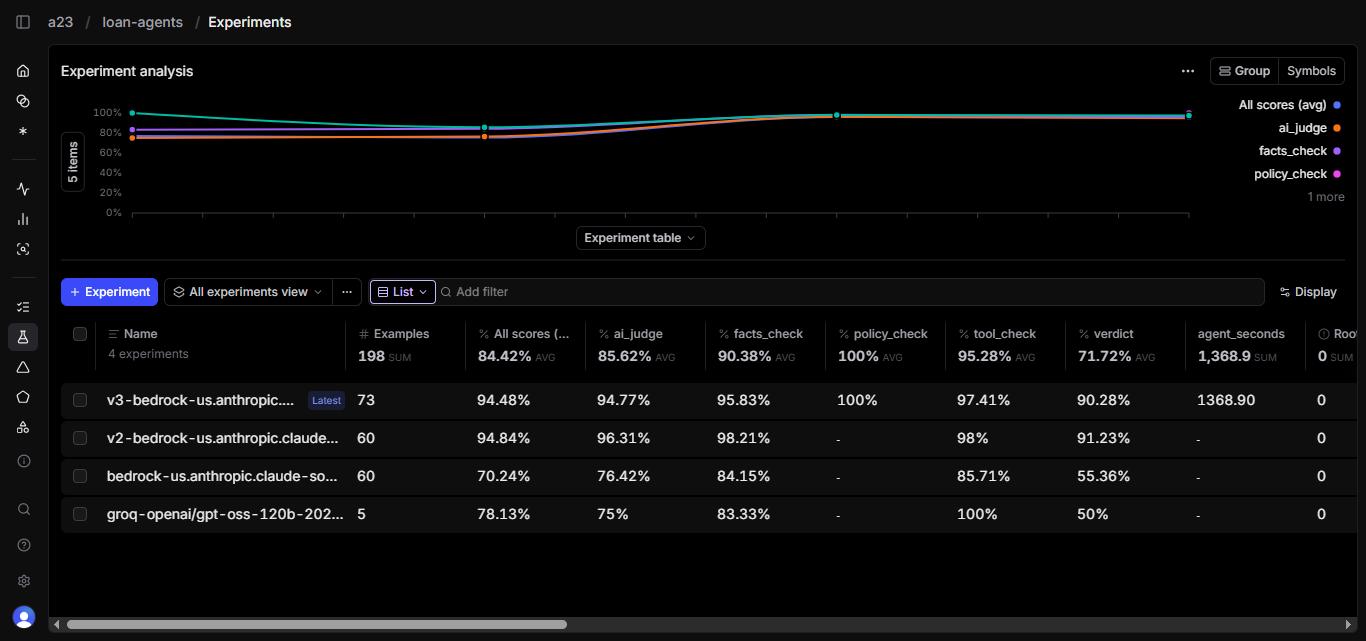 a23 / loan-agents / Experiments
Experiment analysis
Group Symbols
5 items
100%
80%
60%
40%
20%
0%
All scores (avg)
ai_judge
facts_check
policy_check
1 more
Experiment table
+ Experiment All experiments view List Add filter Display
Name # Examples % All scores (... % ai_judge % facts_check % policy_check % tool_check % verdict agent_seconds Roo
4 experiments 198 SUM 84.42% AVG 85.62% AVG 90.38% AVG 100% AVG 95.28% AVG 71.72% AVG 1,368.9 SUM 0 SUM
v3-bedrock-us.anthropic.... Latest 73 94.48% 94.77% 95.83% 100% 97.41% 90.28% 1368.90 0
v2-bedrock-us.anthropic.claude... 60 94.84% 96.31% 98.21% - 98% 91.23% - 0
bedrock-us.anthropic.claude-so... 60 70.24% 76.42% 84.15% - 85.71% 55.36% - 0
groq-openai/gpt-oss-120b-202... 5 78.13% 75% 83.33% - 100% 50% - 0